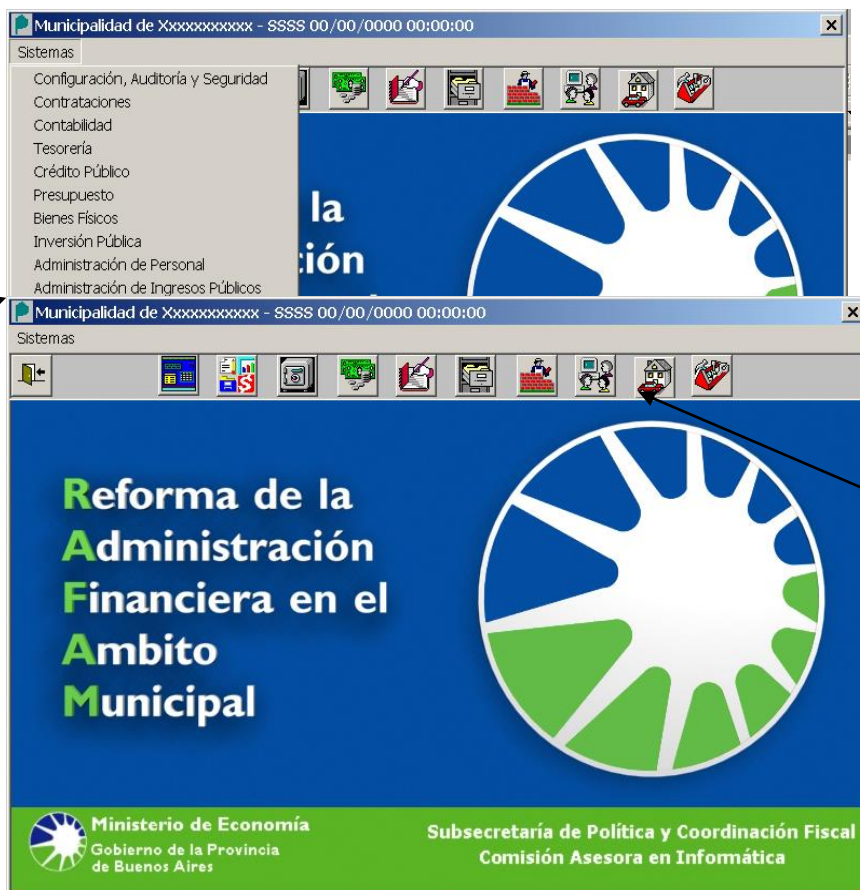 Municipalidad de Xxxxxxxxxxx - SSSS 00/00/0000 00:00:00
Sistemas
Configuración, Auditoría y Seguridad
Contrataciones
Contabilidad
Tesorería
Crédito Público
Presupuesto
Bienes Físicos
Inversión Pública
Administración de Personal
Administración de Ingresos Públicos
la
ión
Municipalidad de Xxxxxxxxxxx - SSSS 00/00/0000 00:00:00
Sistemas
Reforma de la
Administración
Financiera en el
Ambito
Municipal
Ministerio de Economía
Gobierno de la Provincia
de Buenos Aires
Subsecretaría de Política y Coordinación Fiscal
Comisión Asesora en Informática